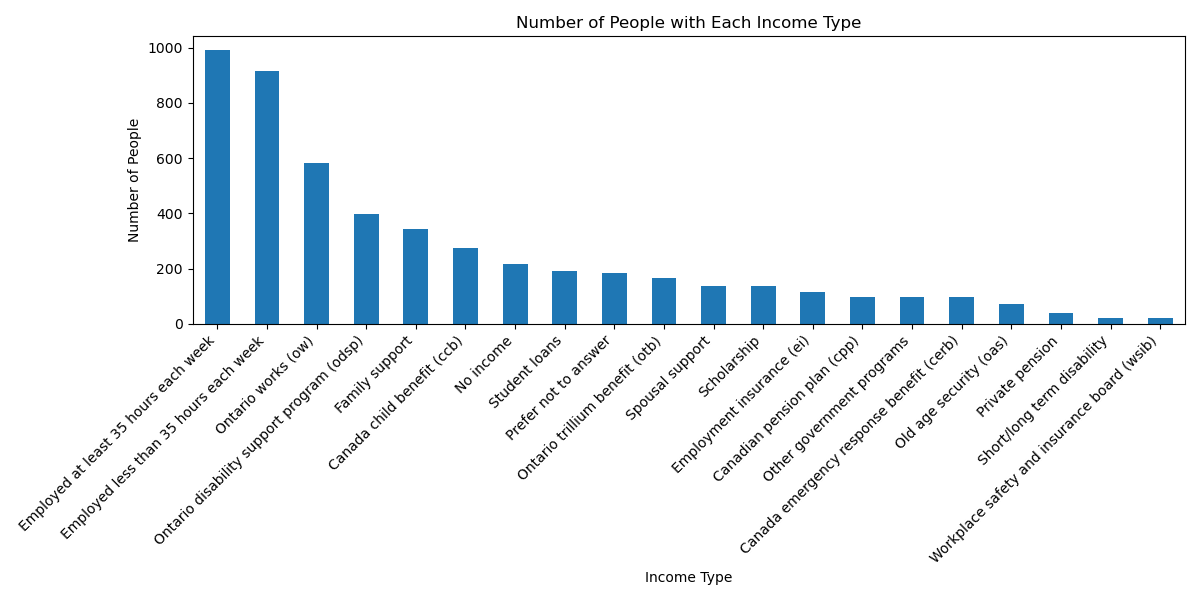 Number of People with Each Income Type
Number of People
1000
800
600
400
200
0
Employed at least 35 hours each week
Employed less than 35 hours each week
Ontario works (ow)
Ontario disability support program (odsp)
Family support
Canada child benefit (ccb)
No income
Student loans
Prefer not to answer
Ontario trillium benefit (otb)
Spousal support
Scholarship
Employment insurance (ei)
Canadian pension plan (cpp)
Other government programs
Canada emergency response benefit (cerb)
Old age security (oas)
Private pension
Short/long term disability
Workplace safety and insurance board (wsib)
Income Type